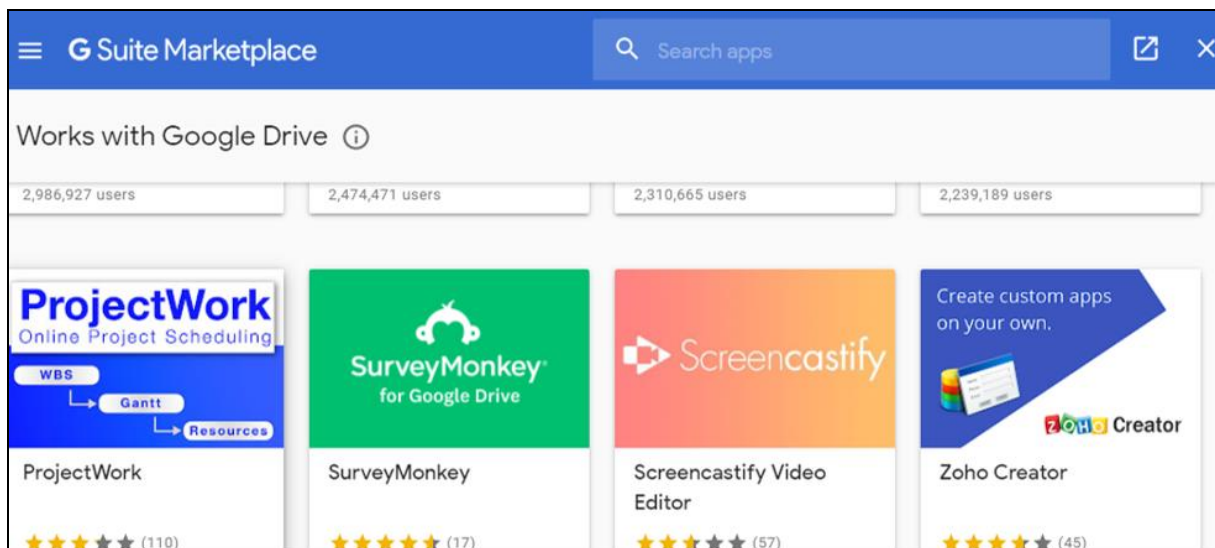 G Suite Marketplace
Search apps
Works with Google Drive
2,986,927 users
2,474,471 users
2,310,665 users
2,239,189 users
ProjectWork
Online Project Scheduling
WBS
Gantt
Resources
SurveyMonkey
for Google Drive
Screencastify
Create custom apps
on your own.
ZOHO Creator
ProjectWork
SurveyMonkey
Screencastify Video
Editor
Zoho Creator
(110)
(17)
(57)
(45)